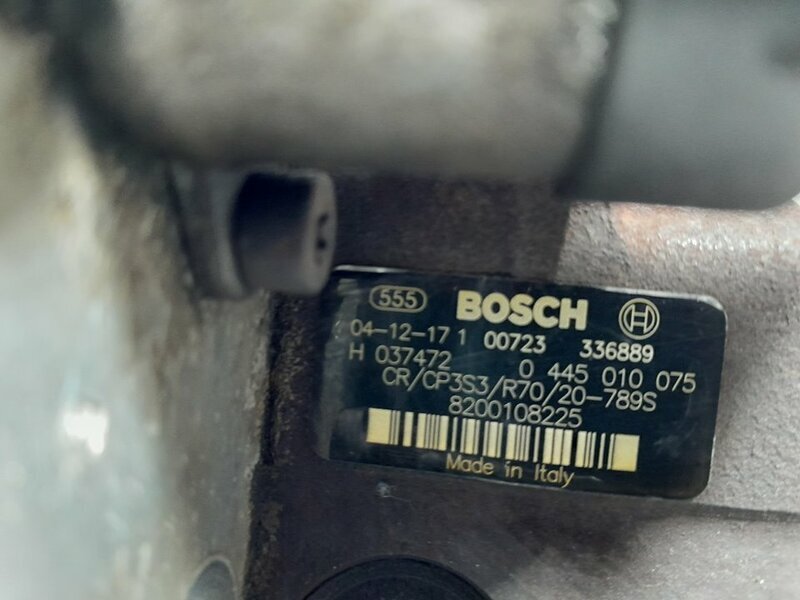 555 BOSCH
04-12-17 1 00723 336889
H 037472 0 445 010 075
CR/CP3S3/R70/20-789S
8200108225
Made in Italy